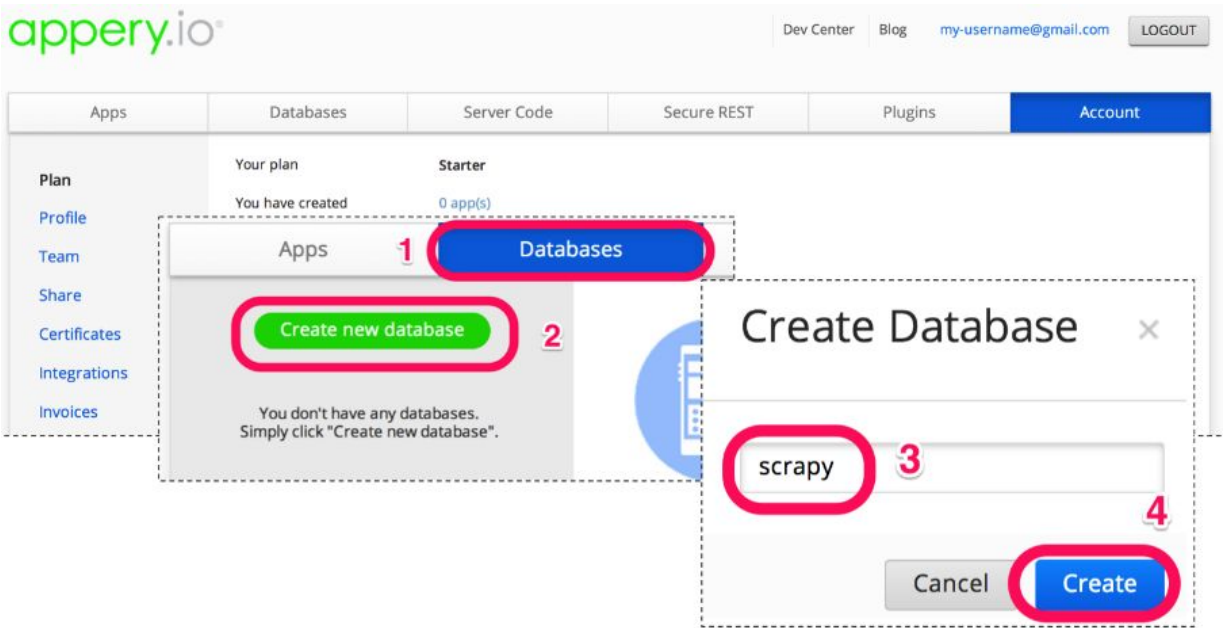 appery.io
Dev Center Blog my-username@gmail.com LOGOUT
Apps Databases Server Code Secure REST Plugins Account
Plan
Profile
Team
Share
Certificates
Integrations
Invoices
Your plan Starter
You have created 0 app(s)
Apps 1 Databases
Create new database 2
You don't have any databases.
Simply click "Create new database".
Create Database ×
scrapy 3
4
Cancel Create